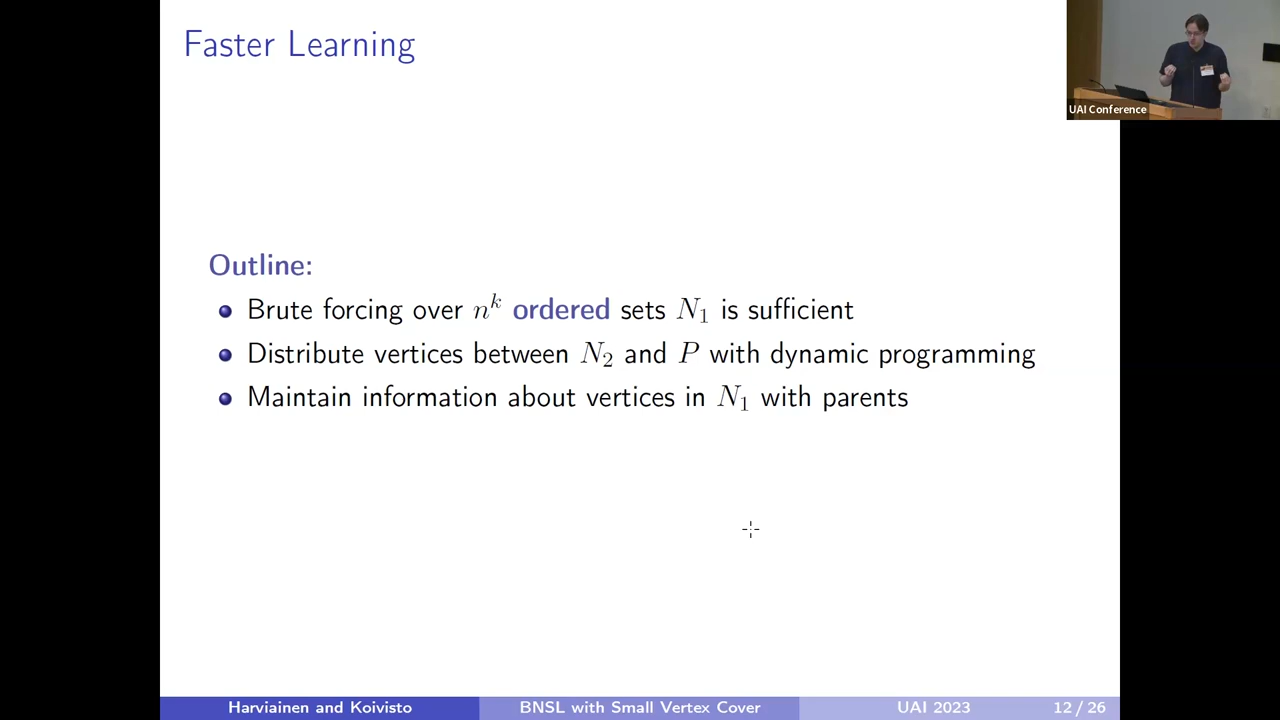 Faster Learning
UAI Conference
Outline:
Brute forcing over n^k ordered sets N_1 is sufficient
Distribute vertices between N_2 and P with dynamic programming
Maintain information about vertices in N_1 with parents
Harviainen and Koivisto BNSL with Small Vertex Cover UAI 2023 12 / 26